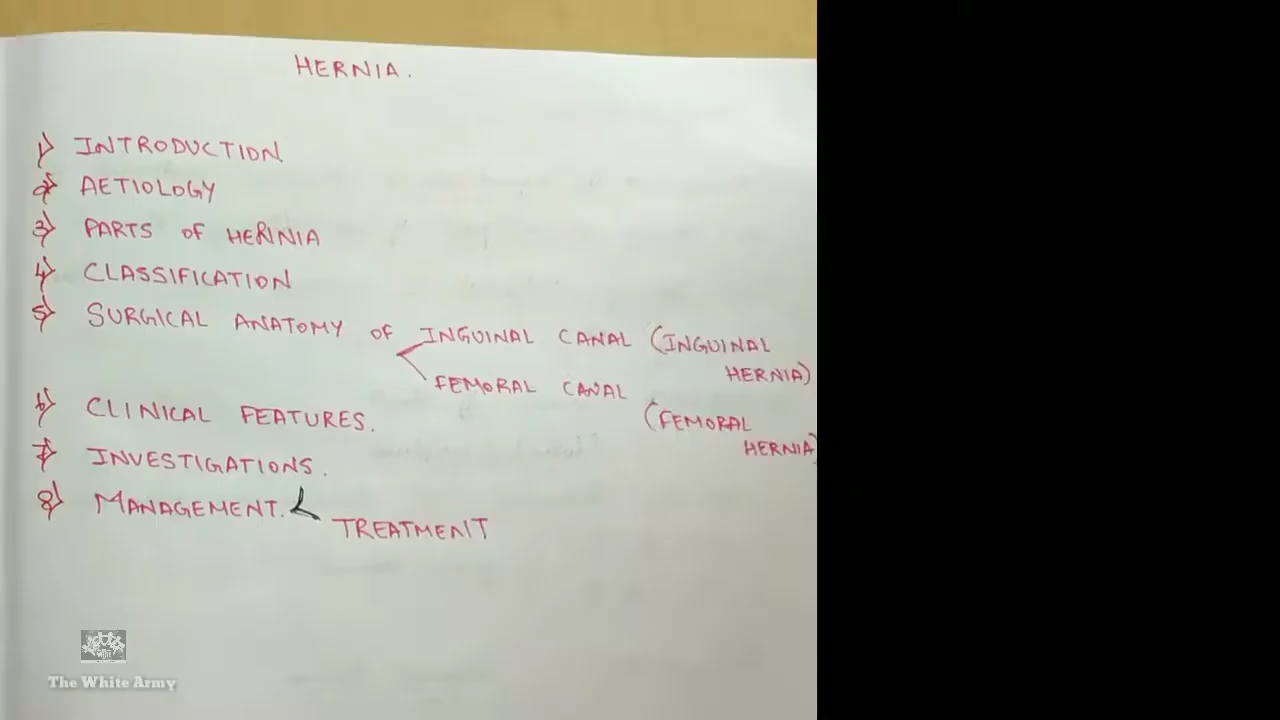 HERNIA.
1) INTRODUCTION
2) AETIOLOGY
3) PARTS OF HERNIA
4) CLASSIFICATION
5) SURGICAL ANATOMY OF INGUINAL CANAL (INGUINAL
HERNIA)
FEMORAL CANAL
(FEMORAL
HERNIA)
6) CLINICAL FEATURES.
7) INVESTIGATIONS.
8) MANAGEMENT.
TREATMENT
The White Army